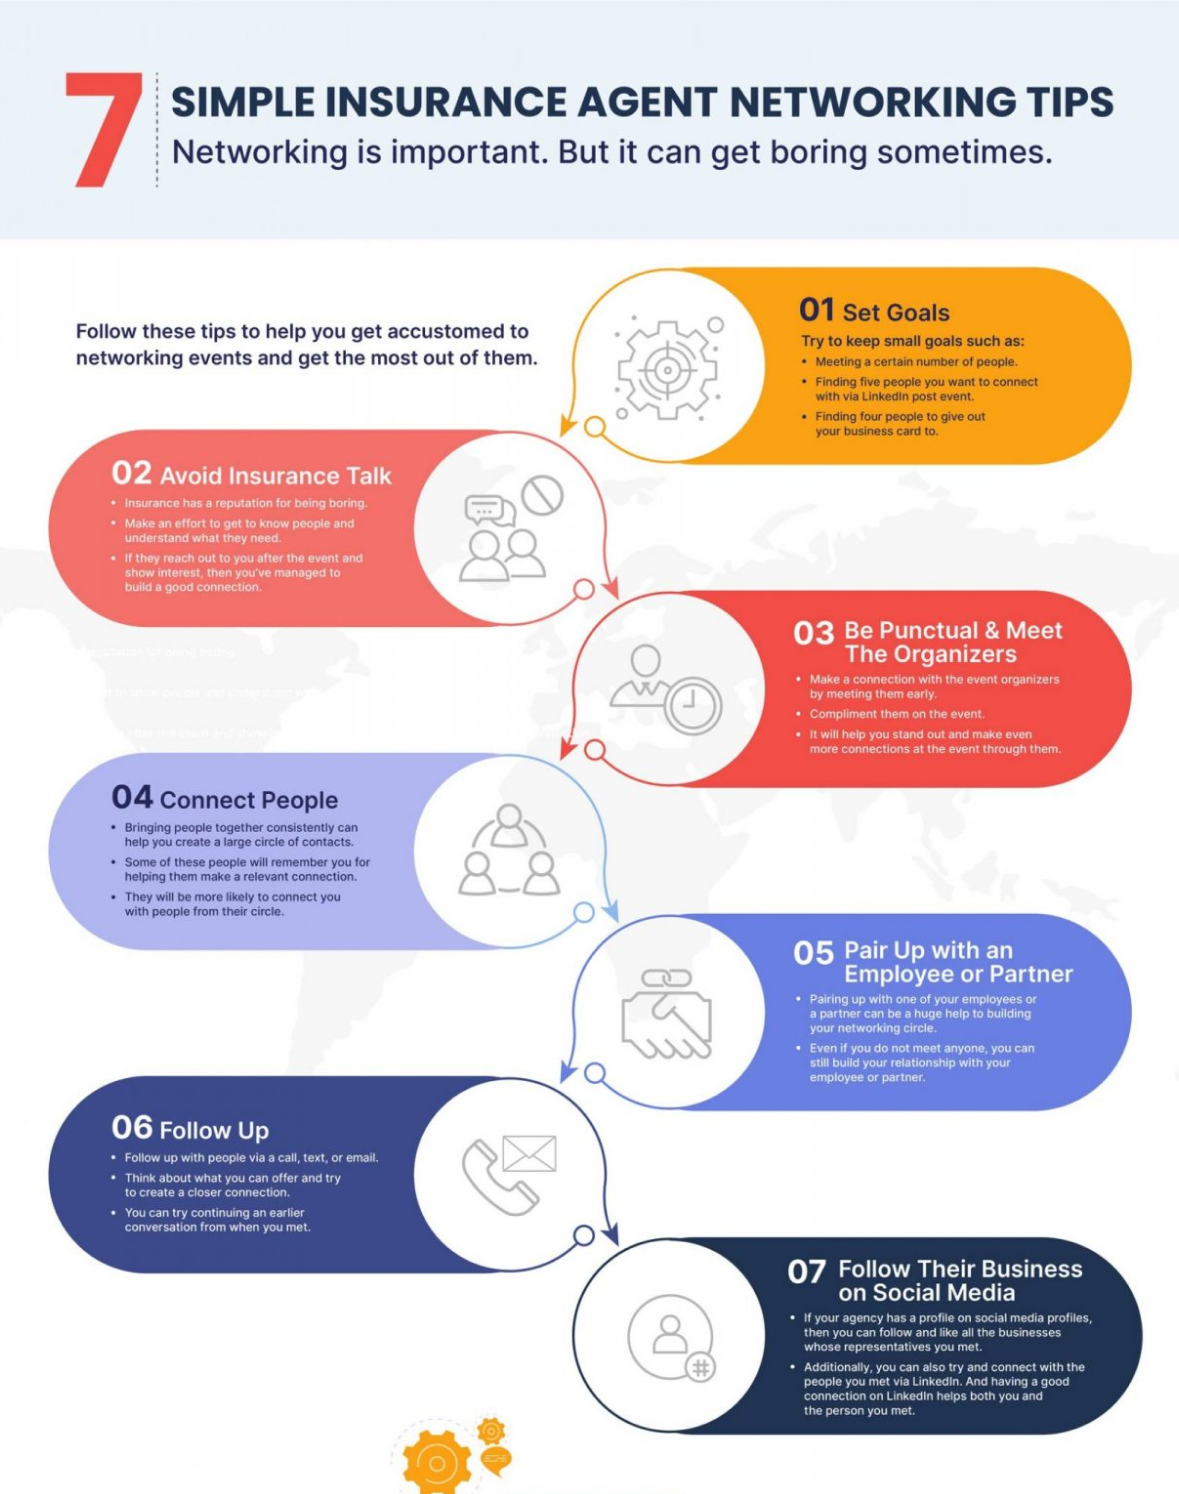 7
SIMPLE INSURANCE AGENT NETWORKING TIPS
Networking is important. But it can get boring sometimes.
Follow these tips to help you get accustomed to
networking events and get the most out of them.
01 Set Goals
Try to keep small goals such as:
• Meeting a certain number of people.
• Finding five people you want to connect
with via LinkedIn post event.
• Finding four people to give out
your business card to.
02 Avoid Insurance Talk
• Insurance has a reputation for being boring.
• Make an effort to get to know people and
understand what they need.
• If they reach out to you after the event and
show interest, then you've managed to
build a good connection.
03 Be Punctual & Meet
The Organizers
• Make a connection with the event organizers
by meeting them early.
• Compliment them on the event.
• It will help you stand out and make even
more connections at the event through them.
04 Connect People
• Bringing people together consistently can
help you create a large circle of contacts.
• Some of these people will remember you for
helping them make a relevant connection.
• They will be more likely to connect you
with people from their circle.
05 Pair Up with an
Employee or Partner
• Pairing up with one of your employees or
a partner can be a huge help to building
your networking circle.
• Even if you do not meet anyone, you can
still build your relationship with your
employee or partner.
06 Follow Up
• Follow up with people via a call, text, or email.
• Think about what you can offer and try
to create a closer connection.
• You can try continuing an earlier
conversation from when you met.
07 Follow Their Business
on Social Media
• If your agency has a profile on social media profiles,
then you can follow and like all the businesses
whose representatives you met.
• Additionally, you can also try and connect with the
people you met via LinkedIn. And having a good
connection on LinkedIn helps both you and
the person you met.
#